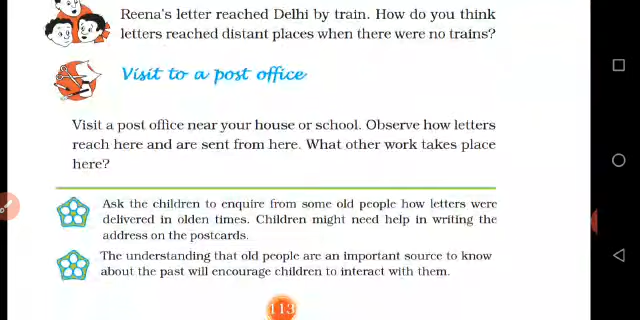 Reena's letter reached Delhi by train. How do you think
letters reached distant places when there were no trains?
Visit to a post office
Visit a post office near your house or school. Observe how letters
reach here and are sent from here. What other work takes place
here?
Ask the children to enquire from some old people how letters were
delivered in olden times. Children might need help in writing the
address on the postcards.
The understanding that old people are an important source to know
about the past will encourage children to interact with them.
113